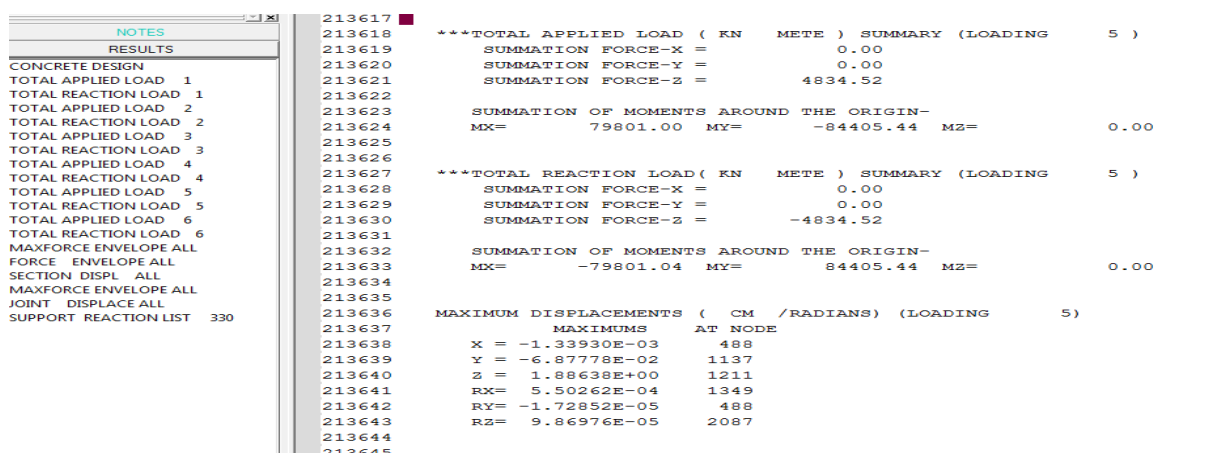 NOTES
RESULTS
CONCRETE DESIGN
TOTAL APPLIED LOAD 1
TOTAL REACTION LOAD 1
TOTAL APPLIED LOAD 2
TOTAL REACTION LOAD 2
TOTAL APPLIED LOAD 3
TOTAL REACTION LOAD 3
TOTAL APPLIED LOAD 4
TOTAL REACTION LOAD 4
TOTAL APPLIED LOAD 5
TOTAL REACTION LOAD 5
TOTAL APPLIED LOAD 6
TOTAL REACTION LOAD 6
MAXFORCE ENVELOPE ALL
FORCE ENVELOPE ALL
SECTION DISPL ALL
MAXFORCE ENVELOPE ALL
JOINT DISPLACE ALL
SUPPORT REACTION LIST 330
213617
213618 ***TOTAL APPLIED LOAD ( KN METE ) SUMMARY (LOADING 5 )
213619 SUMMATION FORCE-X = 0.00
213620 SUMMATION FORCE-Y = 0.00
213621 SUMMATION FORCE-Z = 4834.52
213622
213623 SUMMATION OF MOMENTS AROUND THE ORIGIN-
213624 MX= 79801.00 MY= -84405.44 MZ= 0.00
213625
213626
213627 ***TOTAL REACTION LOAD( KN METE ) SUMMARY (LOADING 5 )
213628 SUMMATION FORCE-X = 0.00
213629 SUMMATION FORCE-Y = 0.00
213630 SUMMATION FORCE-Z = -4834.52
213631
213632 SUMMATION OF MOMENTS AROUND THE ORIGIN-
213633 MX= -79801.04 MY= 84405.44 MZ= 0.00
213634
213635
213636 MAXIMUM DISPLACEMENTS ( CM /RADIANS) (LOADING 5)
213637 MAXIMUMS AT NODE
213638 X = -1.33930E-03 488
213639 Y = -6.87778E-02 1137
213640 Z = 1.88638E+00 1211
213641 RX= 5.50262E-04 1349
213642 RY= -1.72852E-05 488
213643 RZ= 9.86976E-05 2087
213644
213645